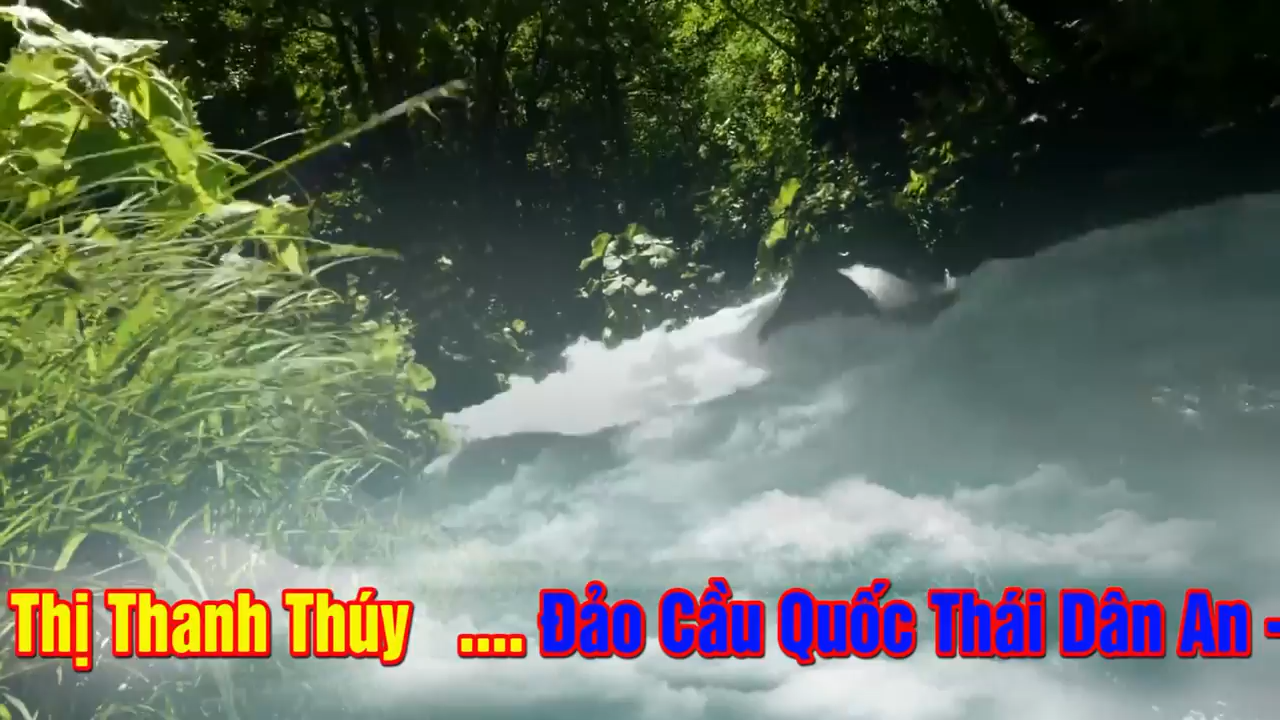 Thị Thanh Thúy .... Đảo Cầu Quốc Thái Dân An -